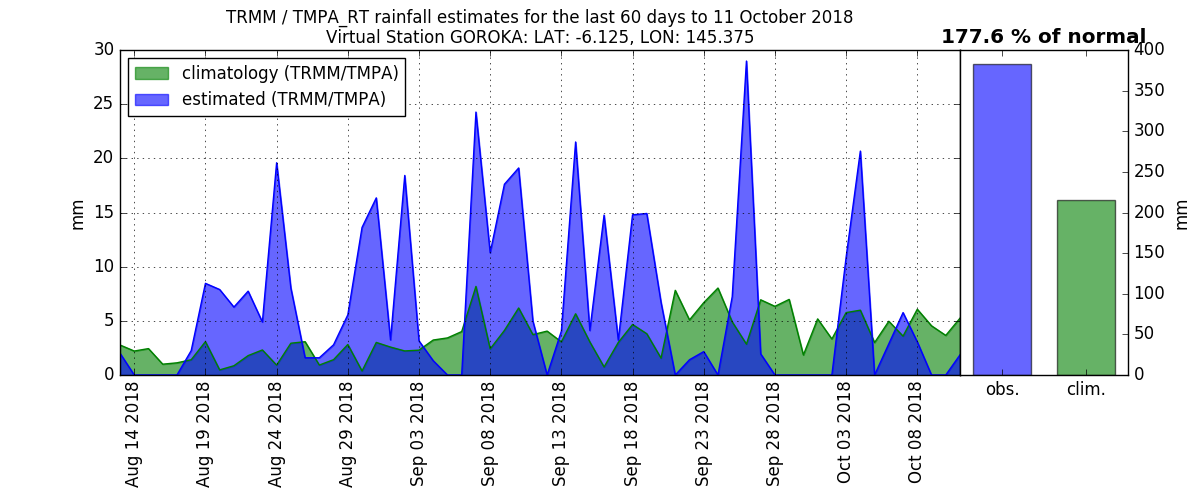 TRMM / TMPA_RT rainfall estimates for the last 60 days to 11 October 2018
Virtual Station GOROKA: LAT: -6.125, LON: 145.375
177.6 % of normal
climatology (TRMM/TMPA)
estimated (TRMM/TMPA)
30
25
20
15
10
5
0
mm
400
350
300
250
200
150
100
50
0
mm
obs.
clim.
Aug 14 2018
Aug 19 2018
Aug 24 2018
Aug 29 2018
Sep 03 2018
Sep 08 2018
Sep 13 2018
Sep 18 2018
Sep 23 2018
Sep 28 2018
Oct 03 2018
Oct 08 2018